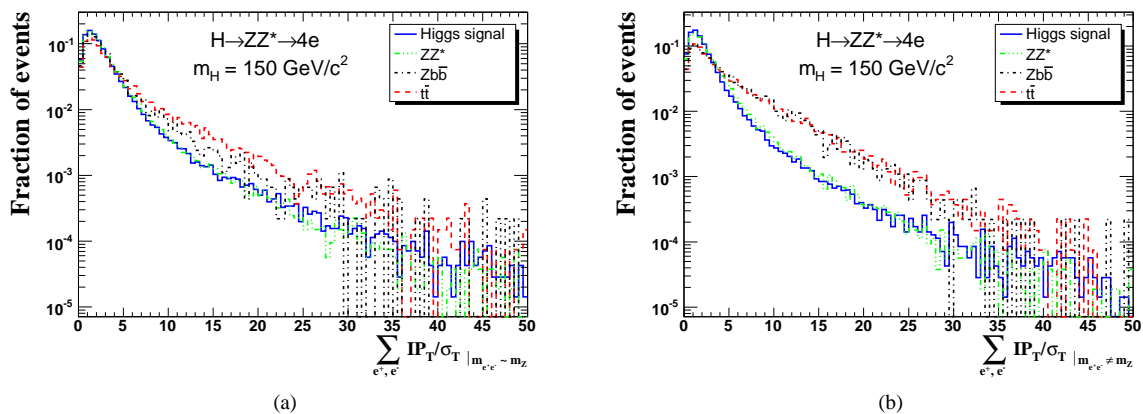 Fraction of events
10⁻¹
10⁻²
10⁻³
10⁻⁴
10⁻⁵
H→ZZ*→4e
m_H = 150 GeV/c²
Higgs signal
ZZ*
Zbb̄
tt̄
0 5 10 15 20 25 30 35 40 45 50
∑ IP_T/σ_T | m_e⁺e⁻ ~ m_Z
e⁺, e⁻
(a)
Fraction of events
10⁻¹
10⁻²
10⁻³
10⁻⁴
10⁻⁵
H→ZZ*→4e
m_H = 150 GeV/c²
Higgs signal
ZZ*
Zbb̄
tt̄
0 5 10 15 20 25 30 35 40 45 50
∑ IP_T/σ_T | m_e⁺e⁻ ≠ m_Z
e⁺, e⁻
(b)